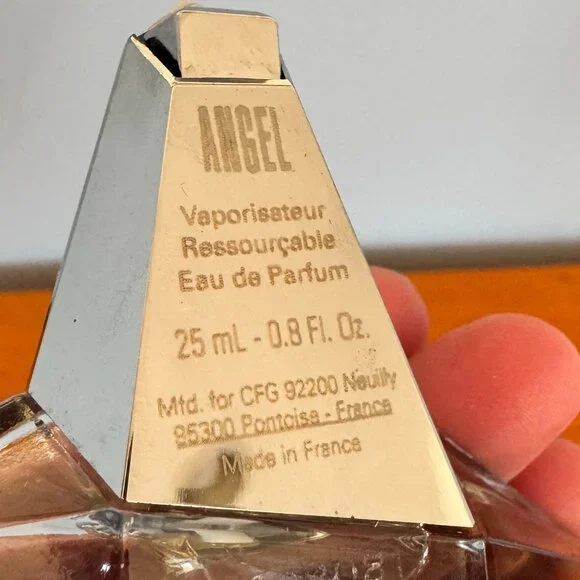 ANGEL
Vaporisateur
Ressourçable
Eau de Parfum
25 mL - 0.8 Fl. Oz.
Mfd. for CFG 92200 Neuilly
95300 Pontoise - France
Made in France